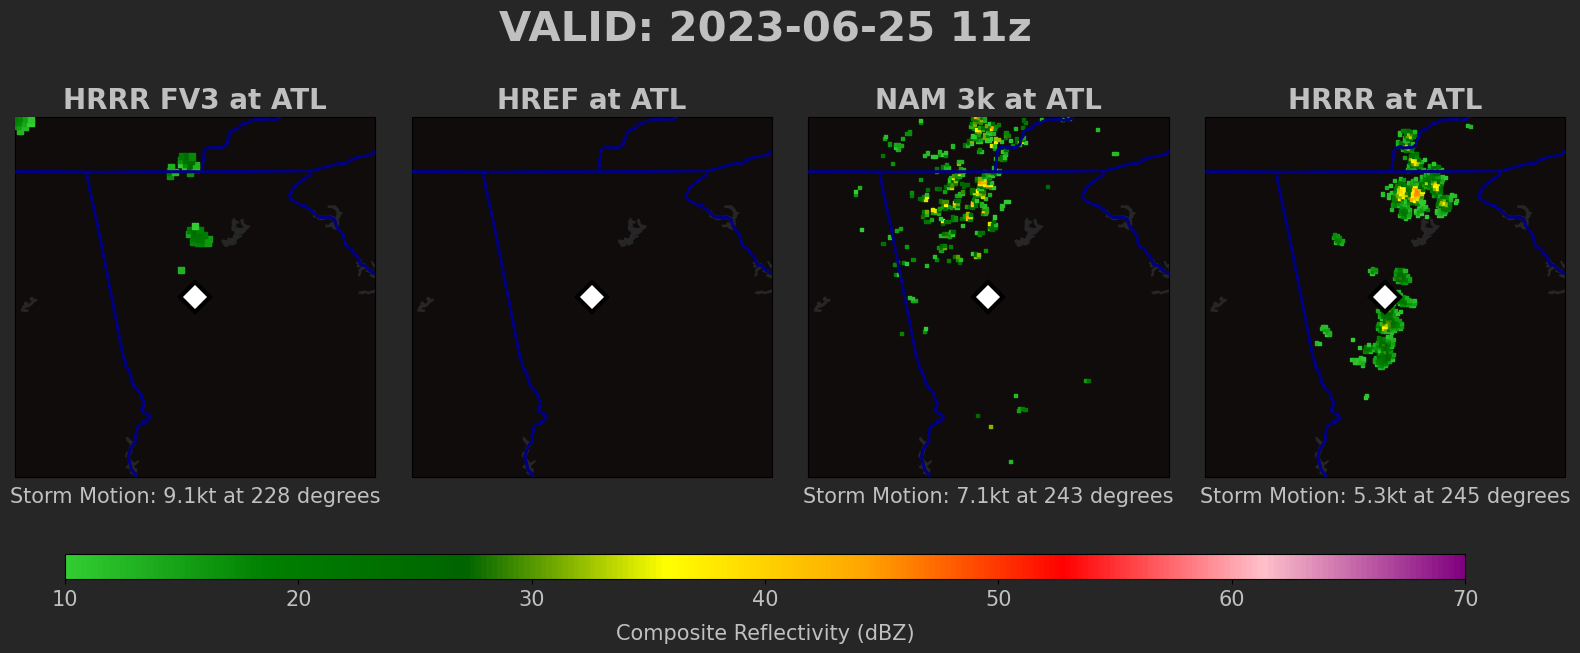 VALID: 2023-06-25 11z
HRRR FV3 at ATL
HREF at ATL
NAM 3k at ATL
HRRR at ATL
Storm Motion: 9.1kt at 228 degrees
Storm Motion: 7.1kt at 243 degrees
Storm Motion: 5.3kt at 245 degrees
10 20 30 40 50 60 70
Composite Reflectivity (dBZ)